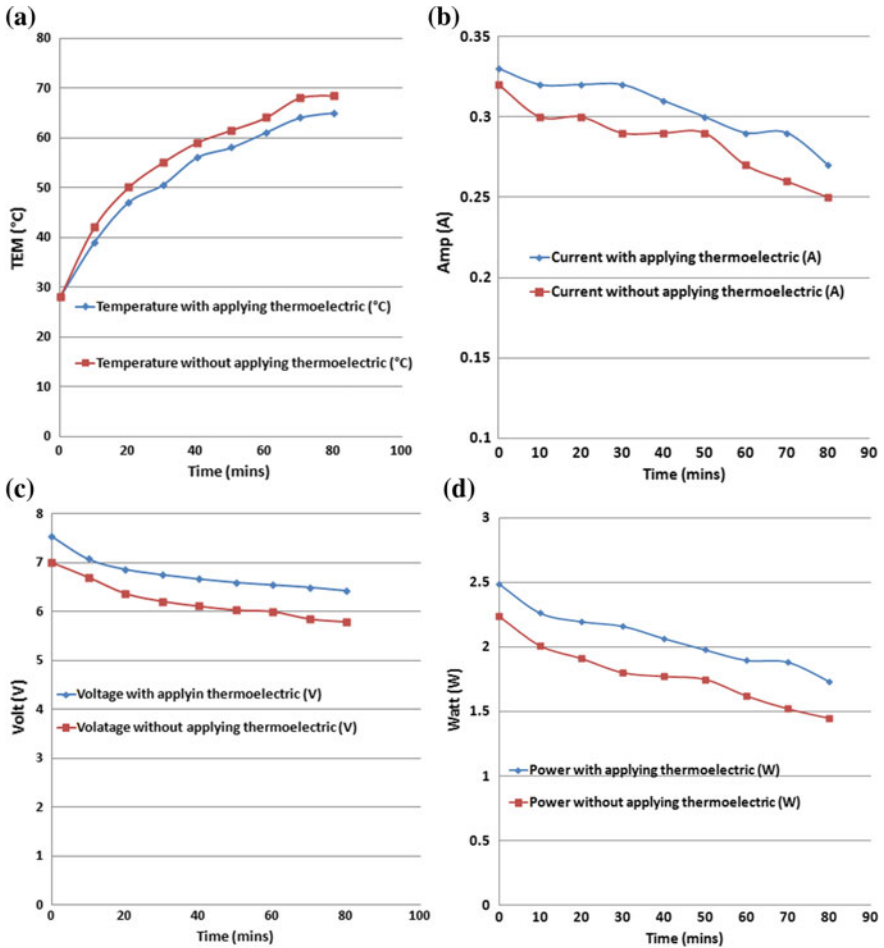 (a)
80
70
60
50
40
30
20
10
0
TEM (°C)
Temperature with applying thermoelectric (°C)
Temperature without applying thermoelectric (°C)
0 20 40 60 80 100
Time (mins)
(b)
0.35
0.3
0.25
0.2
0.15
0.1
Amp (A)
Current with applying thermoelectric (A)
Current without applying thermoelectric (A)
0 10 20 30 40 50 60 70 80 90
Time (mins)
(c)
8
7
6
5
4
3
2
1
0
Volt (V)
Voltage with applyin thermoelectric (V)
Volatage without applying thermoelectric (V)
0 20 40 60 80 100
Time (mins)
(d)
3
2.5
2
1.5
1
0.5
0
Watt (W)
Power with applying thermoelectric (W)
Power without applying thermoelectric (W)
0 10 20 30 40 50 60 70 80 90
Time (mins)